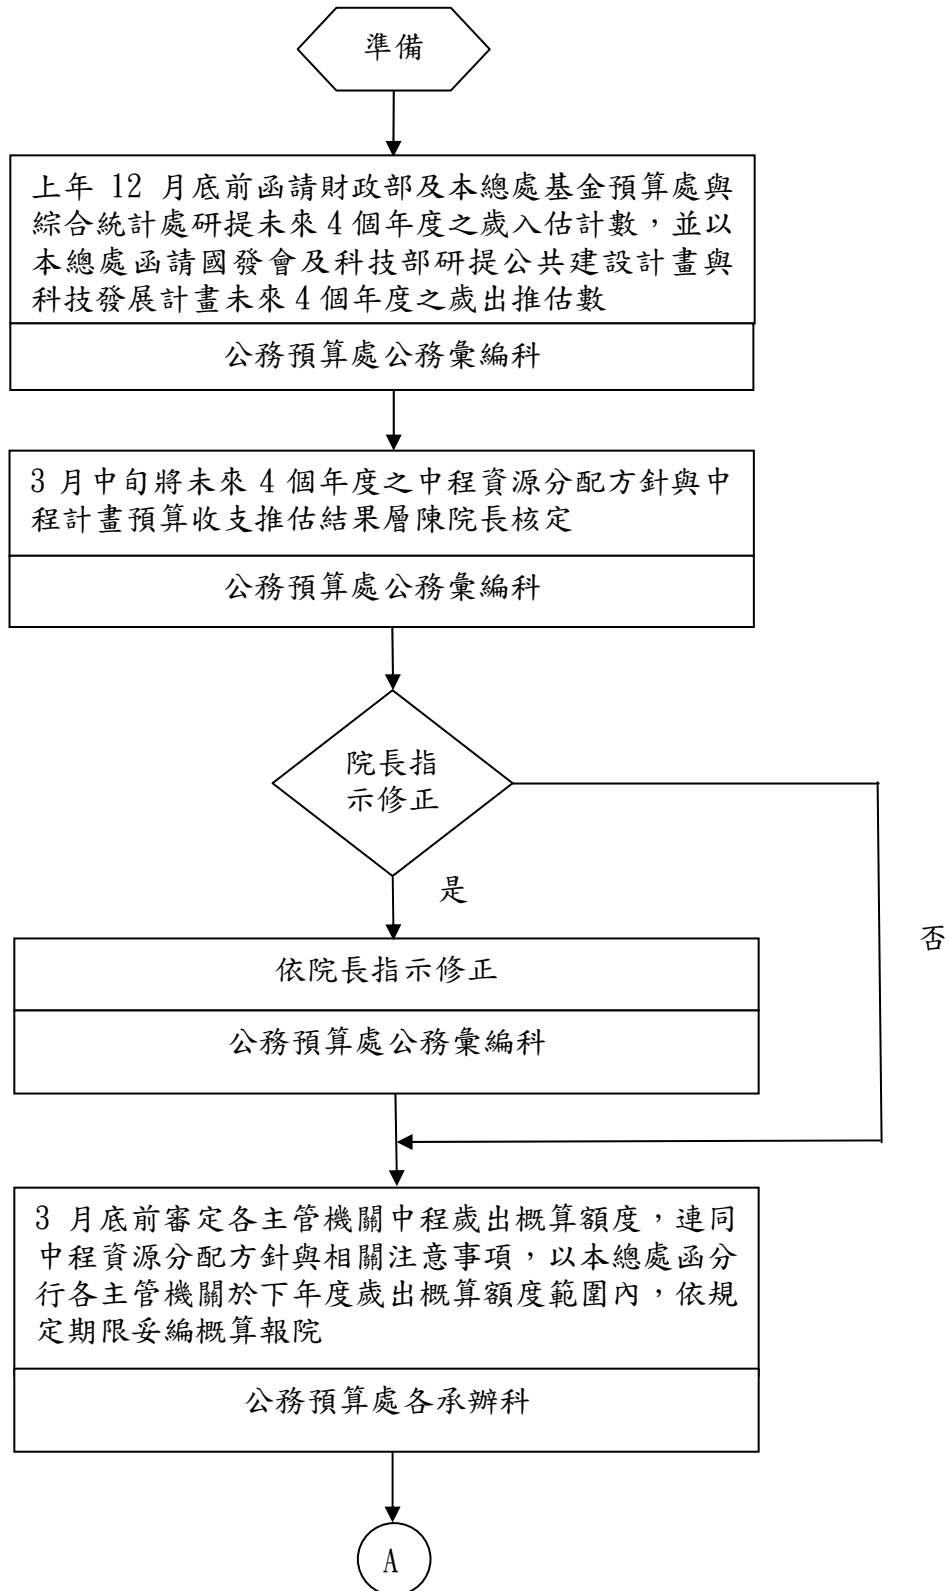 準備
上年 12 月底前函請財政部及本總處基金預算處與
綜合統計處研提未來 4 個年度之歲入估計數，並以
本總處函請國發會及科技部研提公共建設計畫與
科技發展計畫未來 4 個年度之歲出推估數
公務預算處公務彙編科
3 月中旬將未來 4 個年度之中程資源分配方針與中
程計畫預算收支推估結果層陳院長核定
公務預算處公務彙編科
院長指
示修正
是
否
依院長指示修正
公務預算處公務彙編科
3 月底前審定各主管機關中程歲出概算額度，連同
中程資源分配方針與相關注意事項，以本總處函分
行各主管機關於下年度歲出概算額度範圍內，依規
定期限妥編概算報院
公務預算處各承辦科
A